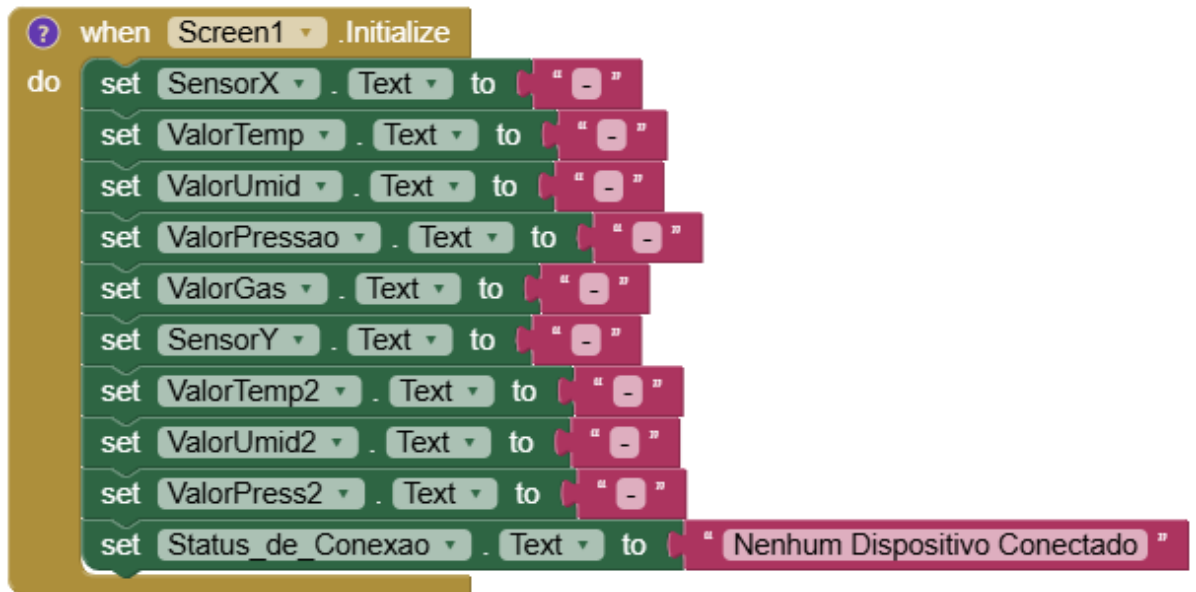 ? when Screen1 .Initialize
do set SensorX . Text to “ - ”
set ValorTemp . Text to “ - ”
set ValorUmid . Text to “ - ”
set ValorPressao . Text to “ - ”
set ValorGas . Text to “ - ”
set SensorY . Text to “ - ”
set ValorTemp2 . Text to “ - ”
set ValorUmid2 . Text to “ - ”
set ValorPress2 . Text to “ - ”
set Status_de_Conexao . Text to “ Nenhum Dispositivo Conectado ”